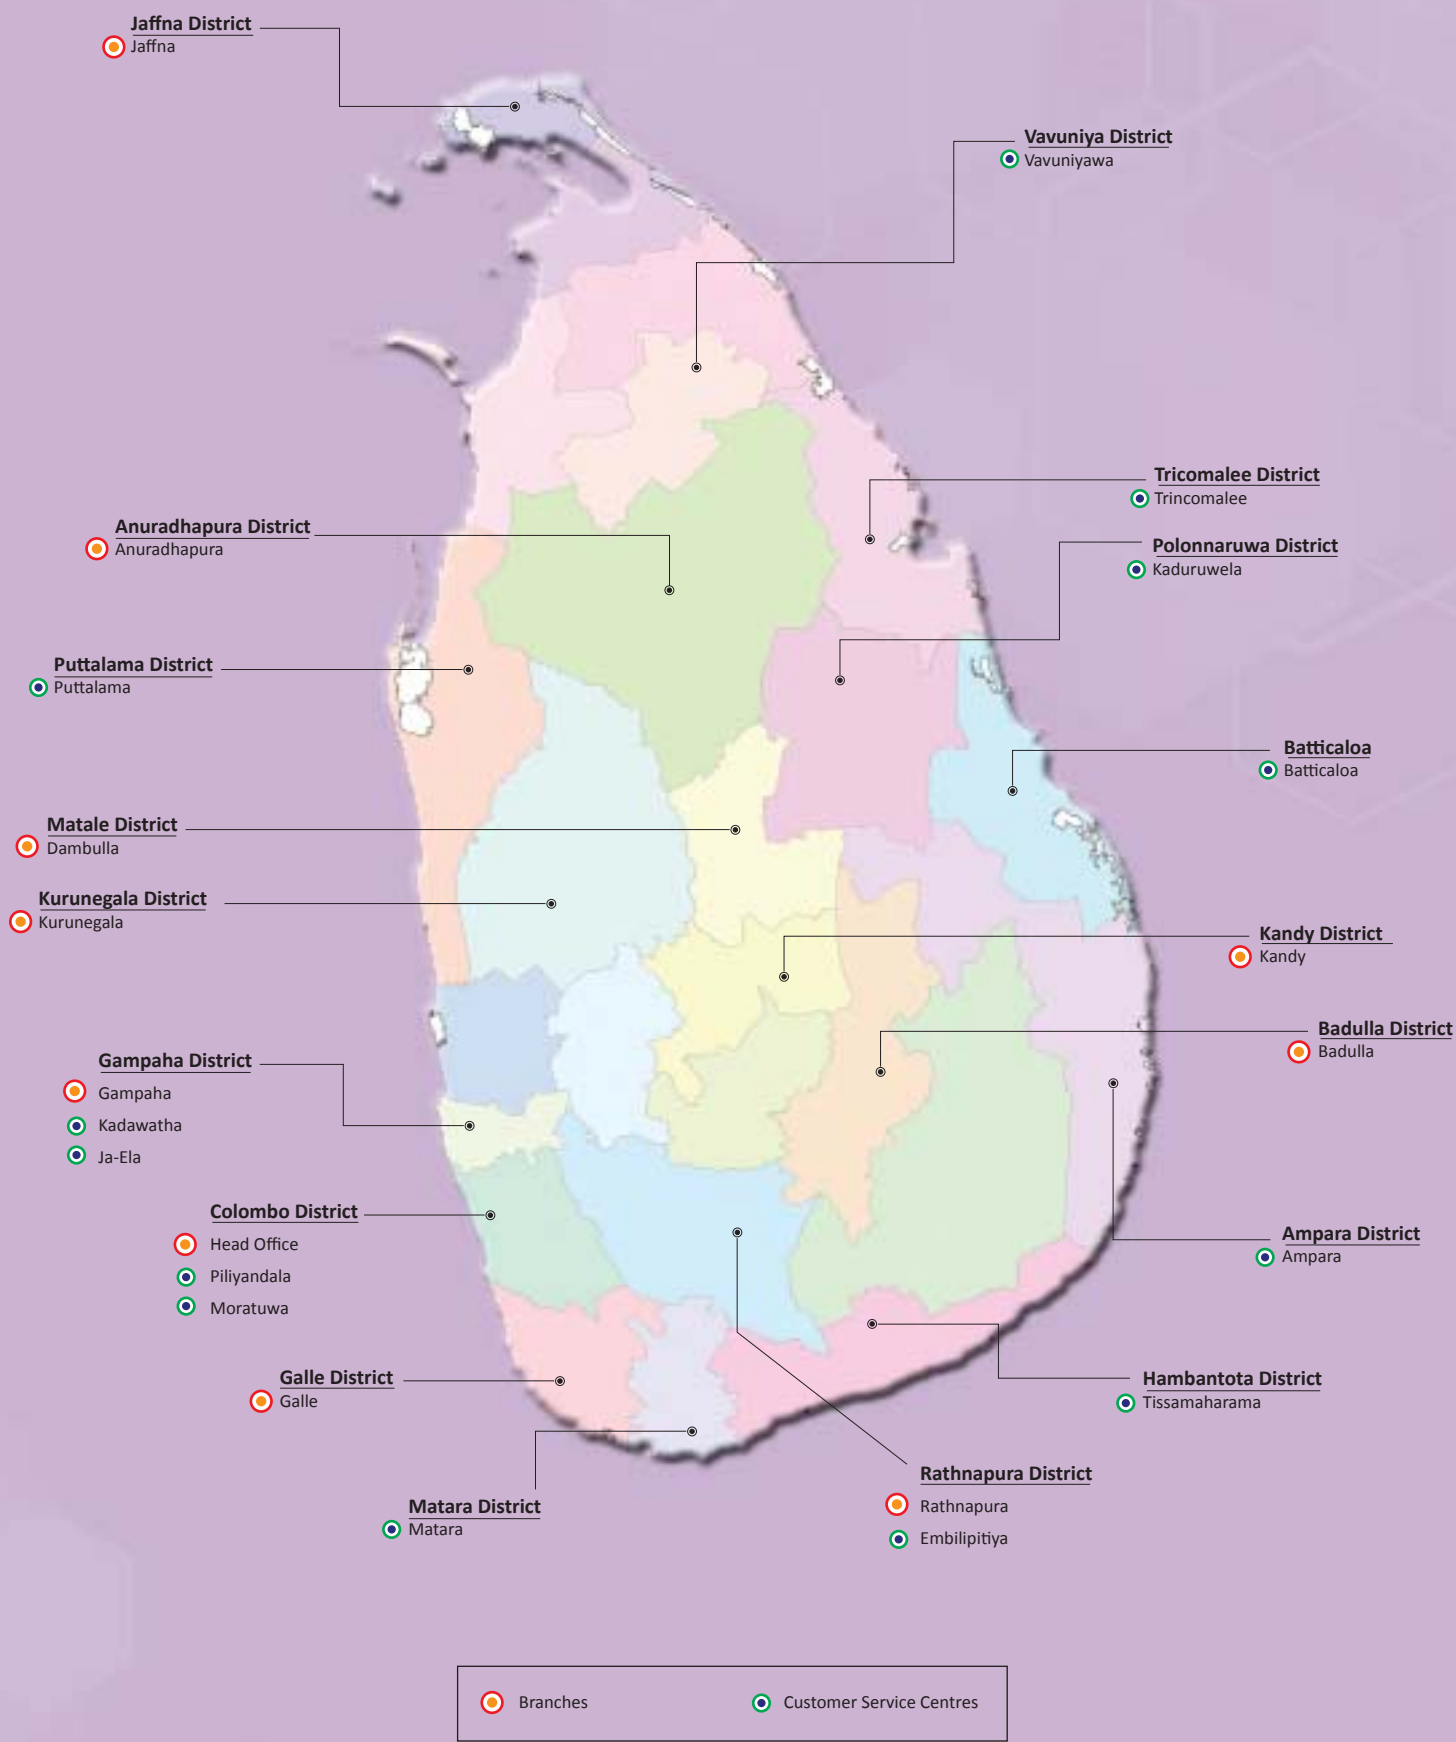 Jaffna District
Jaffna
Vavuniya District
Vavuniyawa
Tricomalee District
Trincomalee
Anuradhapura District
Anuradhapura
Polonnaruwa District
Kaduruwela
Puttalama District
Puttalama
Batticaloa
Batticaloa
Matale District
Dambulla
Kurunegala District
Kurunegala
Kandy District
Kandy
Badulla District
Badulla
Gampaha District
Gampaha
Kadawatha
Ja-Ela
Colombo District
Head Office
Piliyandala
Moratuwa
Ampara District
Ampara
Galle District
Galle
Hambantota District
Tissamaharama
Rathnapura District
Rathnapura
Embilipitiya
Matara District
Matara
Branches
Customer Service Centres